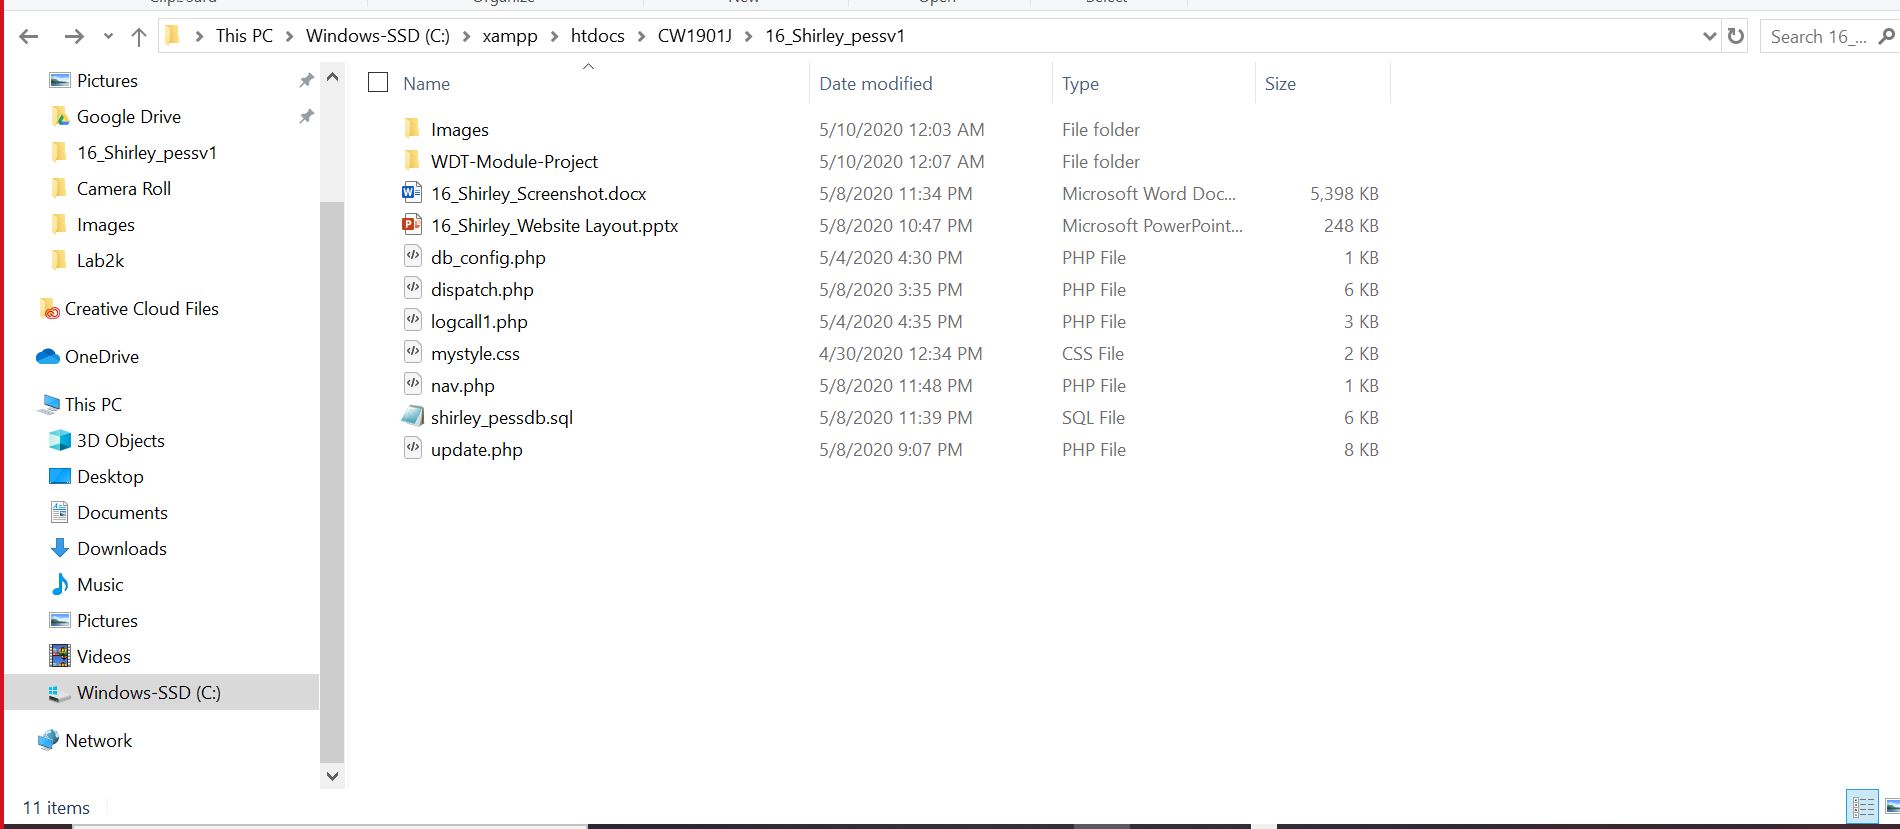 Clipboard Organize New Open Select
This PC Windows-SSD (C:) xampp htdocs CW1901J 16_Shirley_pessv1
Search 16_...
Pictures
Google Drive
16_Shirley_pessv1
Camera Roll
Images
Lab2k
Creative Cloud Files
OneDrive
This PC
3D Objects
Desktop
Documents
Downloads
Music
Pictures
Videos
Windows-SSD (C:)
Network
Name Date modified Type Size
Images 5/10/2020 12:03 AM File folder
WDT-Module-Project 5/10/2020 12:07 AM File folder
16_Shirley_Screenshot.docx 5/8/2020 11:34 PM Microsoft Word Doc... 5,398 KB
16_Shirley_Website Layout.pptx 5/8/2020 10:47 PM Microsoft PowerPoint... 248 KB
db_config.php 5/4/2020 4:30 PM PHP File 1 KB
dispatch.php 5/8/2020 3:35 PM PHP File 6 KB
logcall1.php 5/4/2020 4:35 PM PHP File 3 KB
mystyle.css 4/30/2020 12:34 PM CSS File 2 KB
nav.php 5/8/2020 11:48 PM PHP File 1 KB
shirley_pessdb.sql 5/8/2020 11:39 PM SQL File 6 KB
update.php 5/8/2020 9:07 PM PHP File 8 KB
11 items